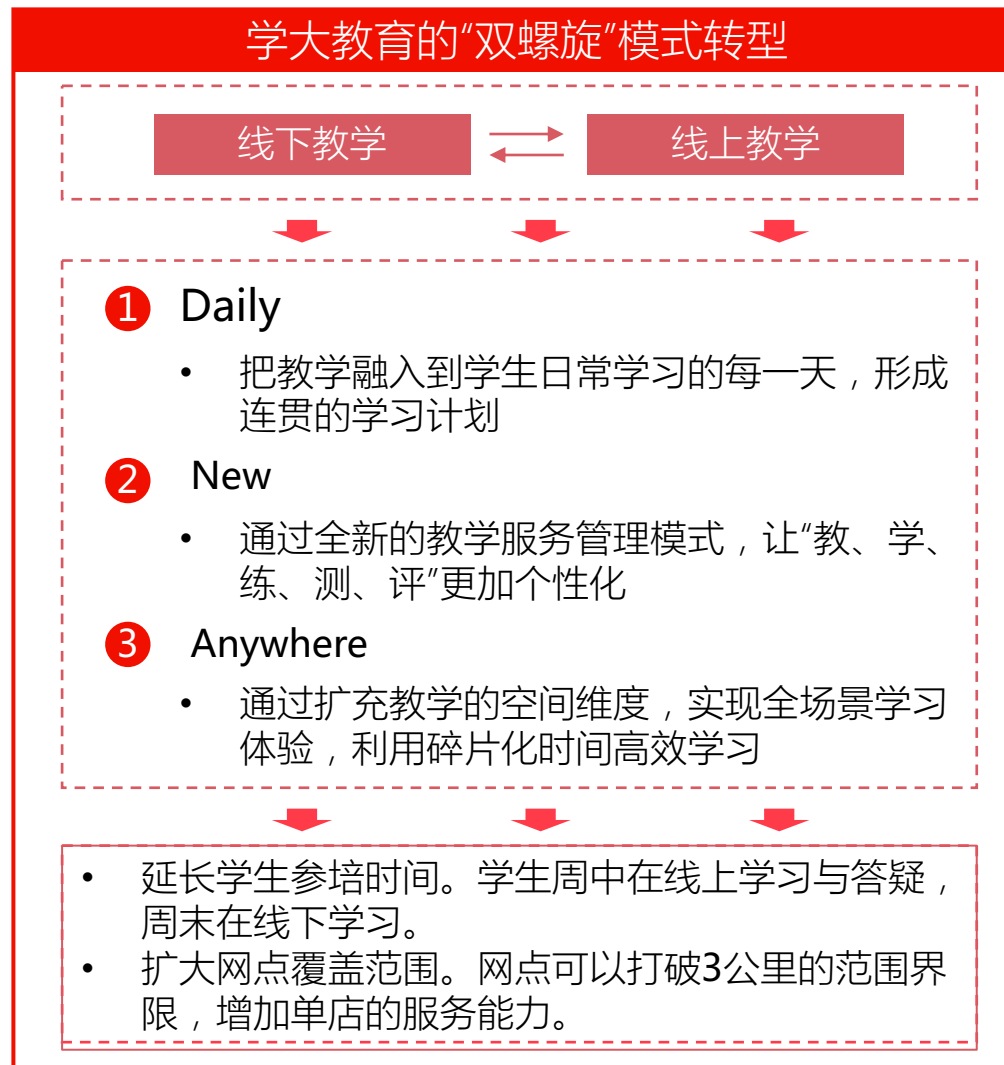 学大教育的“双螺旋”模式转型
线下教学
线上教学
1 Daily
• 把教学融入到学生日常学习的每一天，形成
连贯的学习计划
2 New
• 通过全新的教学服务管理模式，让“教、学、
练、测、评”更加个性化
3 Anywhere
• 通过扩充教学的空间维度，实现全场景学习
体验，利用碎片化时间高效学习
• 延长学生参培时间。学生周中在线上学习与答疑，
周末在线下学习。
• 扩大网点覆盖范围。网点可以打破3公里的范围界
限，增加单店的服务能力。